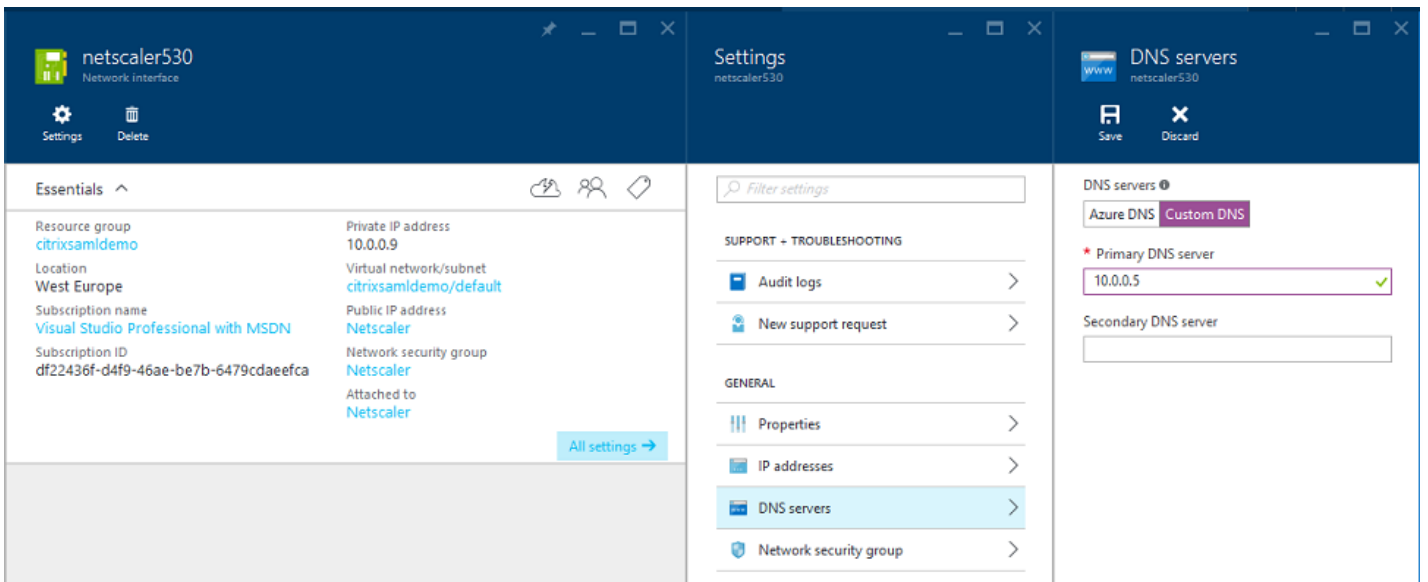 netscaler530
Network interface
Settings
Delete
Essentials
Resource group
citrixsamldemo
Location
West Europe
Subscription name
Visual Studio Professional with MSDN
Subscription ID
df22436f-d4f9-46ae-be7b-6479cdaeefca
Private IP address
10.0.0.9
Virtual network/subnet
citrixsamldemo/default
Public IP address
Netscaler
Network security group
Netscaler
Attached to
Netscaler
All settings →
Settings
netscaler530
Filter settings
SUPPORT + TROUBLESHOOTING
Audit logs
New support request
GENERAL
Properties
IP addresses
DNS servers
Network security group
WWW
DNS servers
netscaler530
Save
Discard
DNS servers
Azure DNS Custom DNS
* Primary DNS server
10.0.0.5
Secondary DNS server